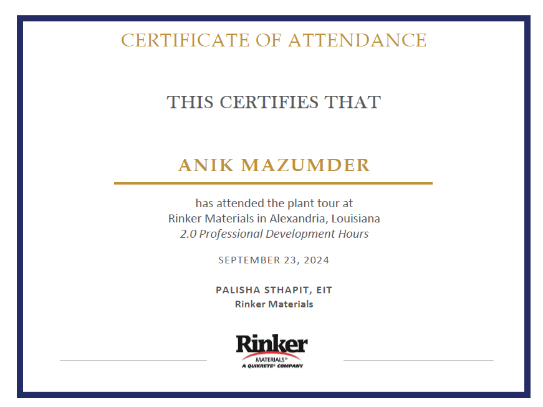 CERTIFICATE OF ATTENDANCE
THIS CERTIFIES THAT
ANIK MAZUMDER
has attended the plant tour at
Rinker Materials in Alexandria, Louisiana
2.0 Professional Development Hours
SEPTEMBER 23, 2024
PALISHA STHAPIT, EIT
Rinker Materials
Rinker
MATERIALS®
A QUIKRETE® COMPANY